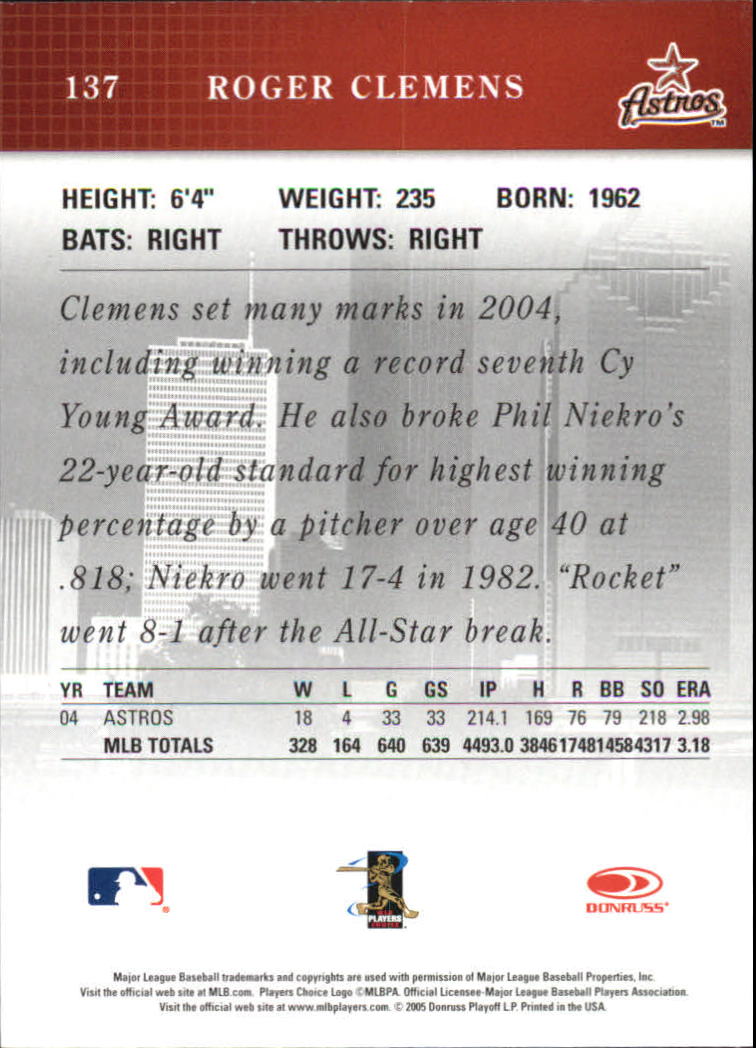 137 ROGER CLEMENS Astros™
HEIGHT: 6'4" WEIGHT: 235 BORN: 1962
BATS: RIGHT THROWS: RIGHT
Clemens set many marks in 2004,
including winning a record seventh Cy
Young Award. He also broke Phil Niekro's
22-year-old standard for highest winning
percentage by a pitcher over age 40 at
.818; Niekro went 17-4 in 1982. “Rocket”
went 8-1 after the All-Star break.
YR TEAM W L G GS IP H R BB SO ERA
04 ASTROS 18 4 33 33 214.1 169 76 79 218 2.98
MLB TOTALS 328 164 640 639 4493.0 3846 1748 1458 4317 3.18
PLAYERS
DONRUSS
Major League Baseball trademarks and copyrights are used with permission of Major League Baseball Properties, Inc.
Visit the official web site at MLB.com. Players Choice Logo ©MLBPA. Official Licensee-Major League Baseball Players Association.
Visit the official web site at www.mlbplayers.com. © 2005 Donruss Playoff L.P. Printed in the USA.